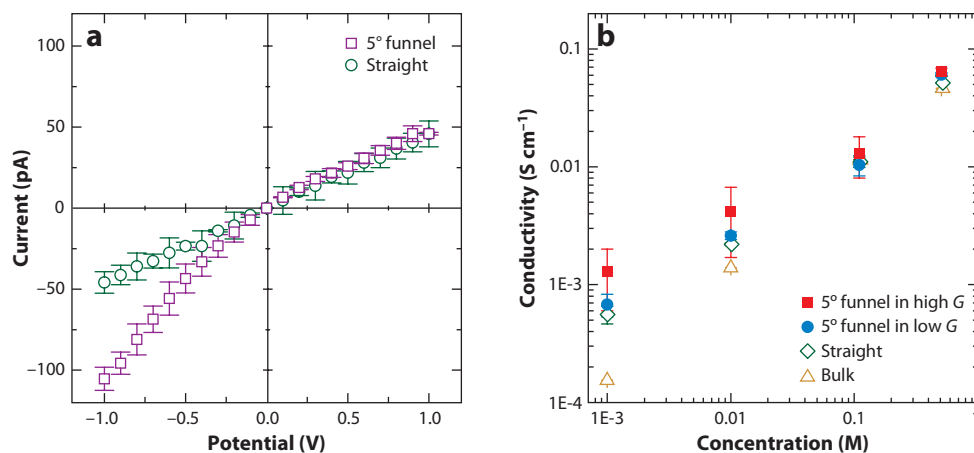 a
5° funnel
Straight
100
50
0
−50
−100
−1.0
−0.5
0.0
0.5
1.0
Current (pA)
Potential (V)
b
0.1
0.01
1E-3
1E-4
1E-3
0.01
0.1
Conductivity (S cm⁻¹)
Concentration (M)
5° funnel in high G
5° funnel in low G
Straight
Bulk